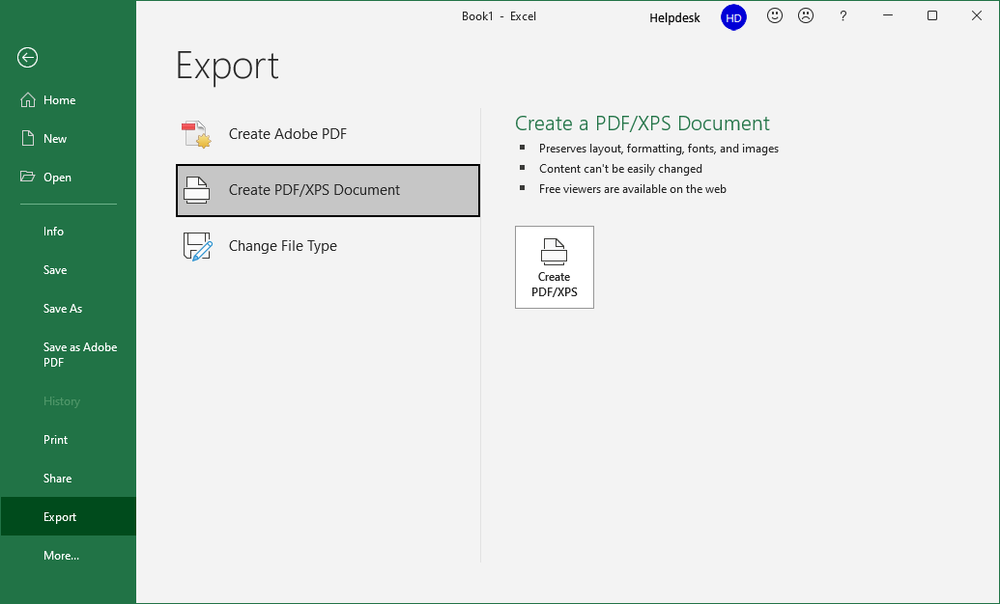 Book1 - Excel
Helpdesk
HD
?
Export
Home
New
Open
Info
Save
Save As
Save as Adobe
PDF
History
Print
Share
Export
More...
Create Adobe PDF
Create PDF/XPS Document
Change File Type
Create a PDF/XPS Document
Preserves layout, formatting, fonts, and images
Content can't be easily changed
Free viewers are available on the web
Create
PDF/XPS